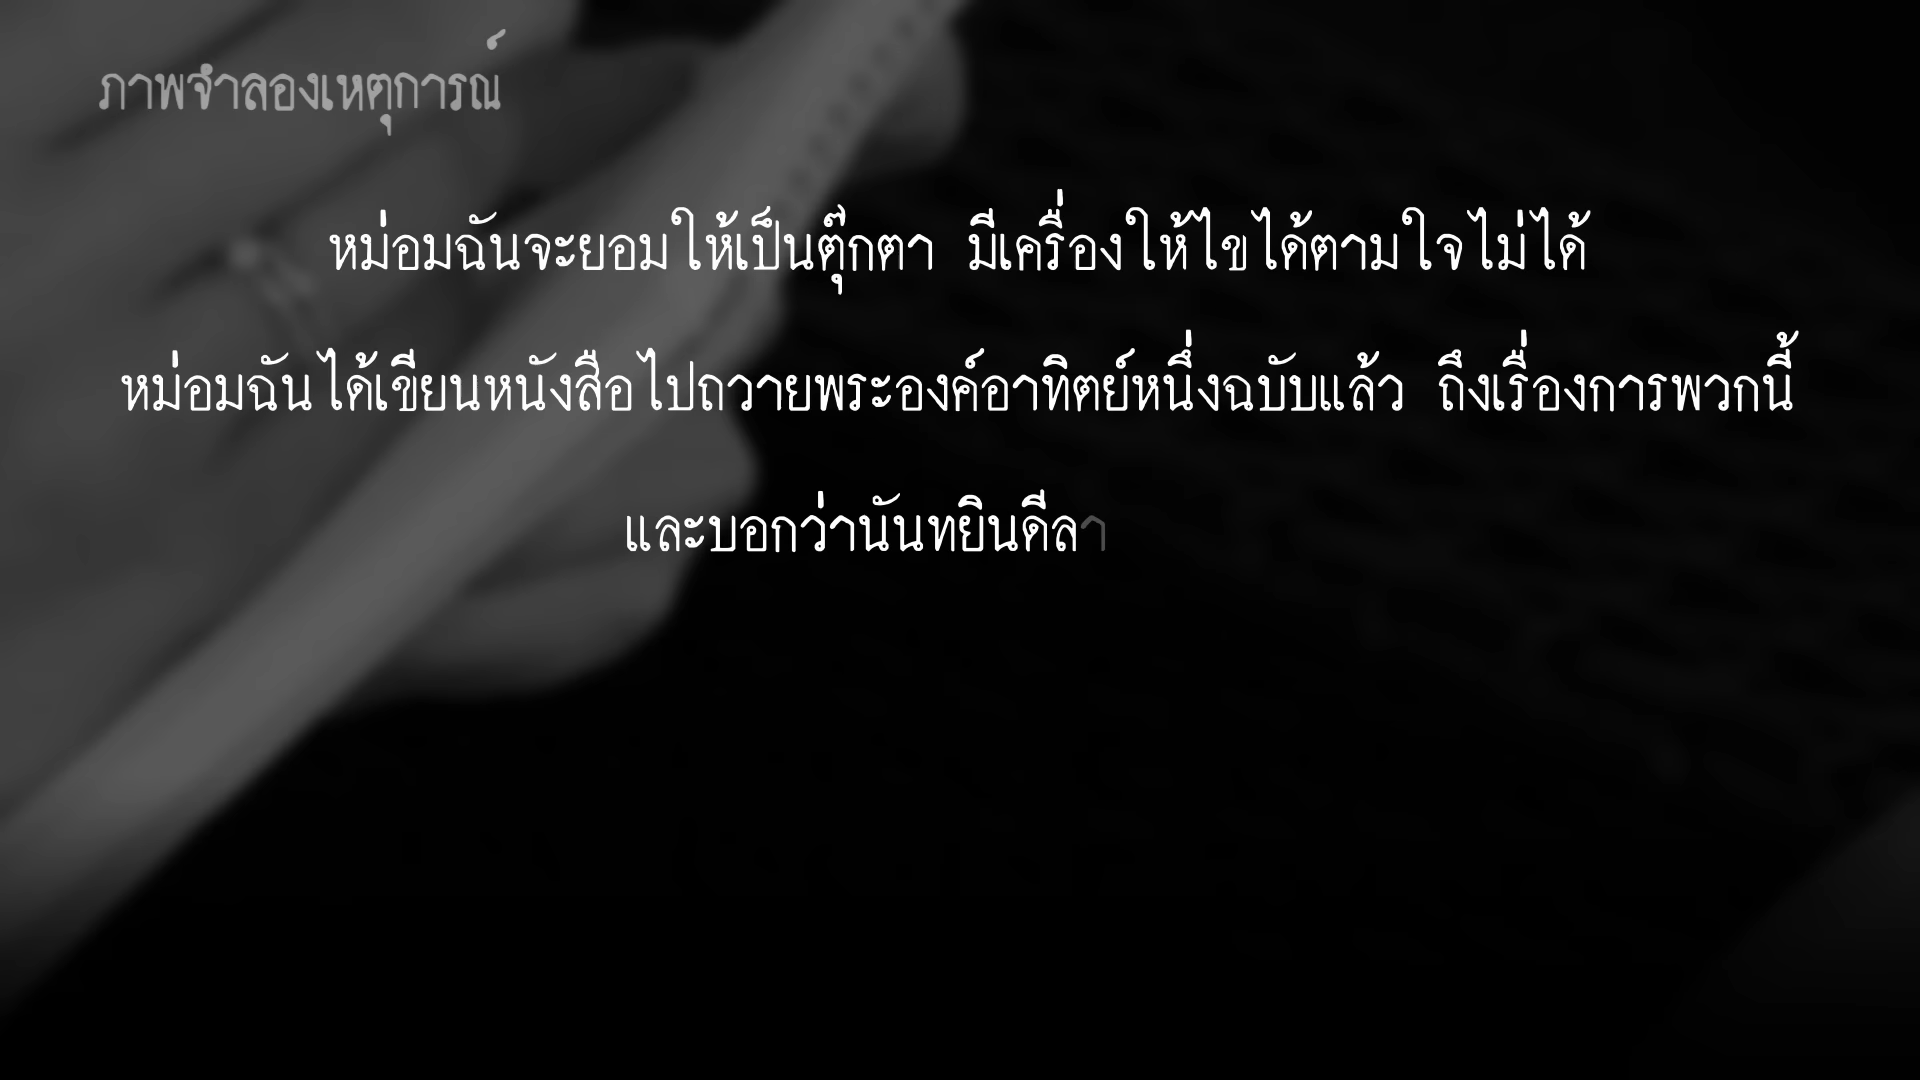 ภาพจำลองเหตุการณ์
หม่อมฉันจะยอมให้เป็นตุ๊กตา มีเครื่องให้ไขได้ตามใจไม่ได้
หม่อมฉันได้เขียนหนังสือไปถวายพระองค์อาทิตย์หนึ่งฉบับแล้ว ถึงเรื่องการพวกนี้
และบอกว่านันทยินดีลา